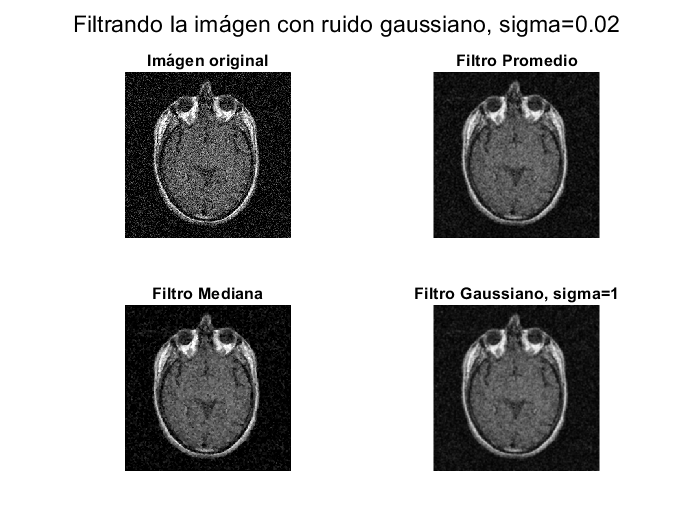 Filtrando la imágen con ruido gaussiano, sigma=0.02
Imágen original
Filtro Promedio
Filtro Mediana
Filtro Gaussiano, sigma=1